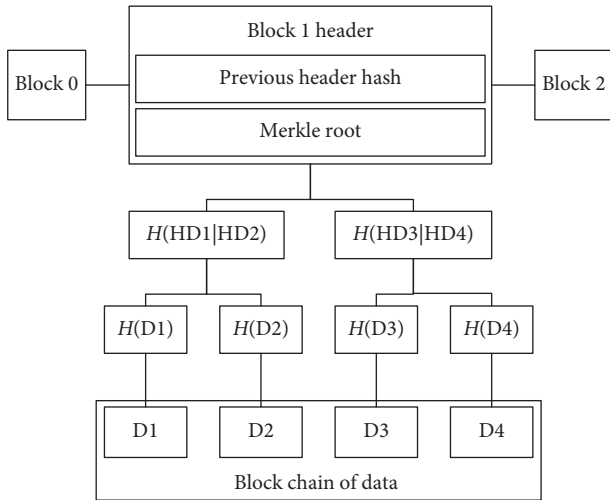 Block 1 header
Block 0
Previous header hash
Block 2
Merkle root
H(HD1|HD2)
H(HD3|HD4)
H(D1)
H(D2)
H(D3)
H(D4)
D1
D2
D3
D4
Block chain of data